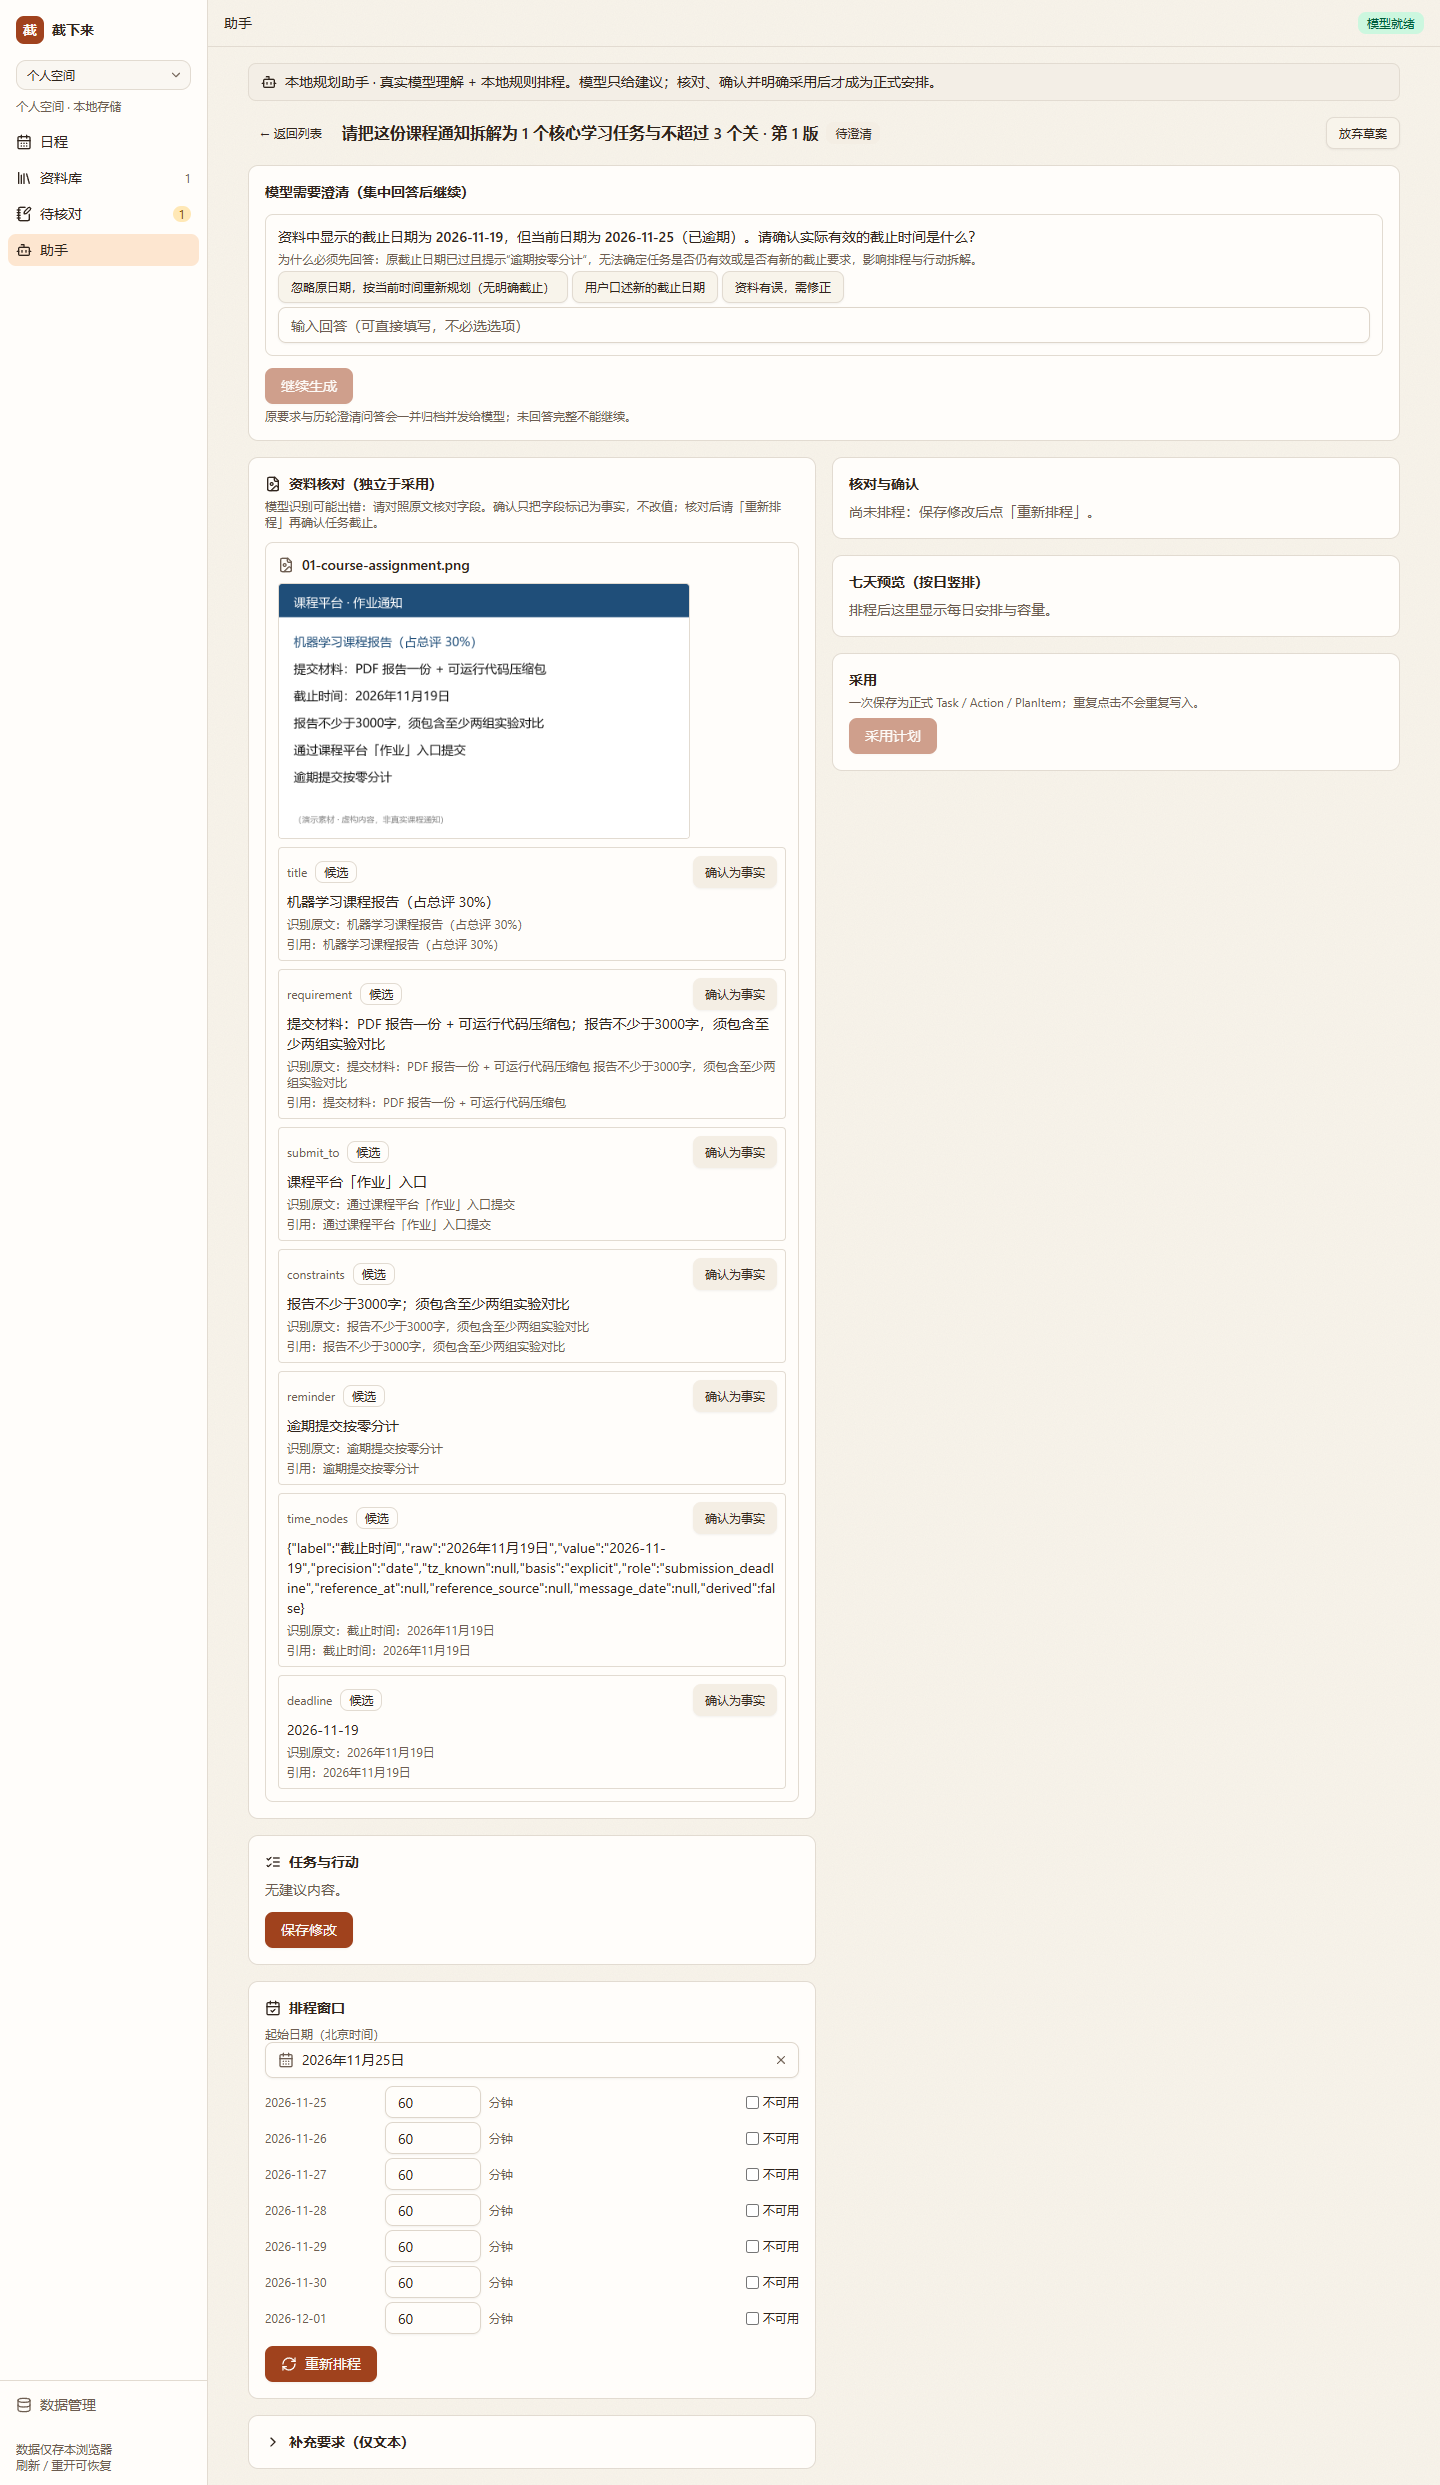 截 截下来
个人空间
个人空间 · 本地存储
日程
资料库 1
待核对 1
助手
数据管理
数据仅存本浏览器
刷新 / 重开可恢复
助手
模型就绪
本地规划助手 · 真实模型理解 + 本地规则排程。模型只给建议；核对、确认并明确采用后才成为正式安排。
← 返回列表 请把这份课程通知拆解为 1 个核心学习任务与不超过 3 个关 · 第 1 版 待澄清 放弃草案
模型需要澄清（集中回答后继续）
资料中显示的截止日期为 2026-11-19，但当前日期为 2026-11-25（已逾期）。请确认实际有效的截止时间是什么？
为什么必须先回答：原截止日期已过且提示“逾期按零分计”，无法确定任务是否仍有效或是否有新的截止要求，影响排程与行动拆解。
忽略原日期，按当前时间重新规划（无明确截止） 用户口述新的截止日期 资料有误，需修正
输入回答（可直接填写，不必选选项）
继续生成
原要求与历轮澄清问答会一并归档并发给模型；未回答完整不能继续。
资料核对（独立于采用）
模型识别可能出错：请对照原文核对字段。确认只把字段标记为事实，不改值；核对后请「重新排
程」再确认任务截止。
01-course-assignment.png
课程平台 · 作业通知
机器学习课程报告（占总评 30%）
提交材料：PDF 报告一份 + 可运行代码压缩包
截止时间：2026年11月19日
报告不少于3000字，须包含至少两组实验对比
通过课程平台「作业」入口提交
逾期提交按零分计
（演示素材 · 虚构内容，非真实课程通知）
title 候选 确认为事实
机器学习课程报告（占总评 30%）
识别原文：机器学习课程报告（占总评 30%）
引用：机器学习课程报告（占总评 30%）
requirement 候选 确认为事实
提交材料：PDF 报告一份 + 可运行代码压缩包；报告不少于3000字，须包含至
少两组实验对比
识别原文：提交材料：PDF 报告一份 + 可运行代码压缩包 报告不少于3000字，须包含至少两
组实验对比
引用：提交材料：PDF 报告一份 + 可运行代码压缩包
submit_to 候选 确认为事实
课程平台「作业」入口
识别原文：通过课程平台「作业」入口提交
引用：通过课程平台「作业」入口提交
constraints 候选 确认为事实
报告不少于3000字；须包含至少两组实验对比
识别原文：报告不少于3000字，须包含至少两组实验对比
引用：报告不少于3000字，须包含至少两组实验对比
reminder 候选 确认为事实
逾期提交按零分计
识别原文：逾期提交按零分计
引用：逾期提交按零分计
time_nodes 候选 确认为事实
{"label":"截止时间","raw":"2026年11月19日","value":"2026-11-
19","precision":"date","tz_known":null,"basis":"explicit","role":"submission_deadl
ine","reference_at":null,"reference_source":null,"message_date":null,"derived":fal
se}
识别原文：截止时间：2026年11月19日
引用：截止时间：2026年11月19日
deadline 候选 确认为事实
2026-11-19
识别原文：2026年11月19日
引用：2026年11月19日
任务与行动
无建议内容。
保存修改
排程窗口
起始日期（北京时间）
2026年11月25日
2026-11-25 60 分钟 不可用
2026-11-26 60 分钟 不可用
2026-11-27 60 分钟 不可用
2026-11-28 60 分钟 不可用
2026-11-29 60 分钟 不可用
2026-11-30 60 分钟 不可用
2026-12-01 60 分钟 不可用
重新排程
补充要求（仅文本）
核对与确认
尚未排程：保存修改后点「重新排程」。
七天预览（按日竖排）
排程后这里显示每日安排与容量。
采用
一次保存为正式 Task / Action / PlanItem；重复点击不会重复写入。
采用计划